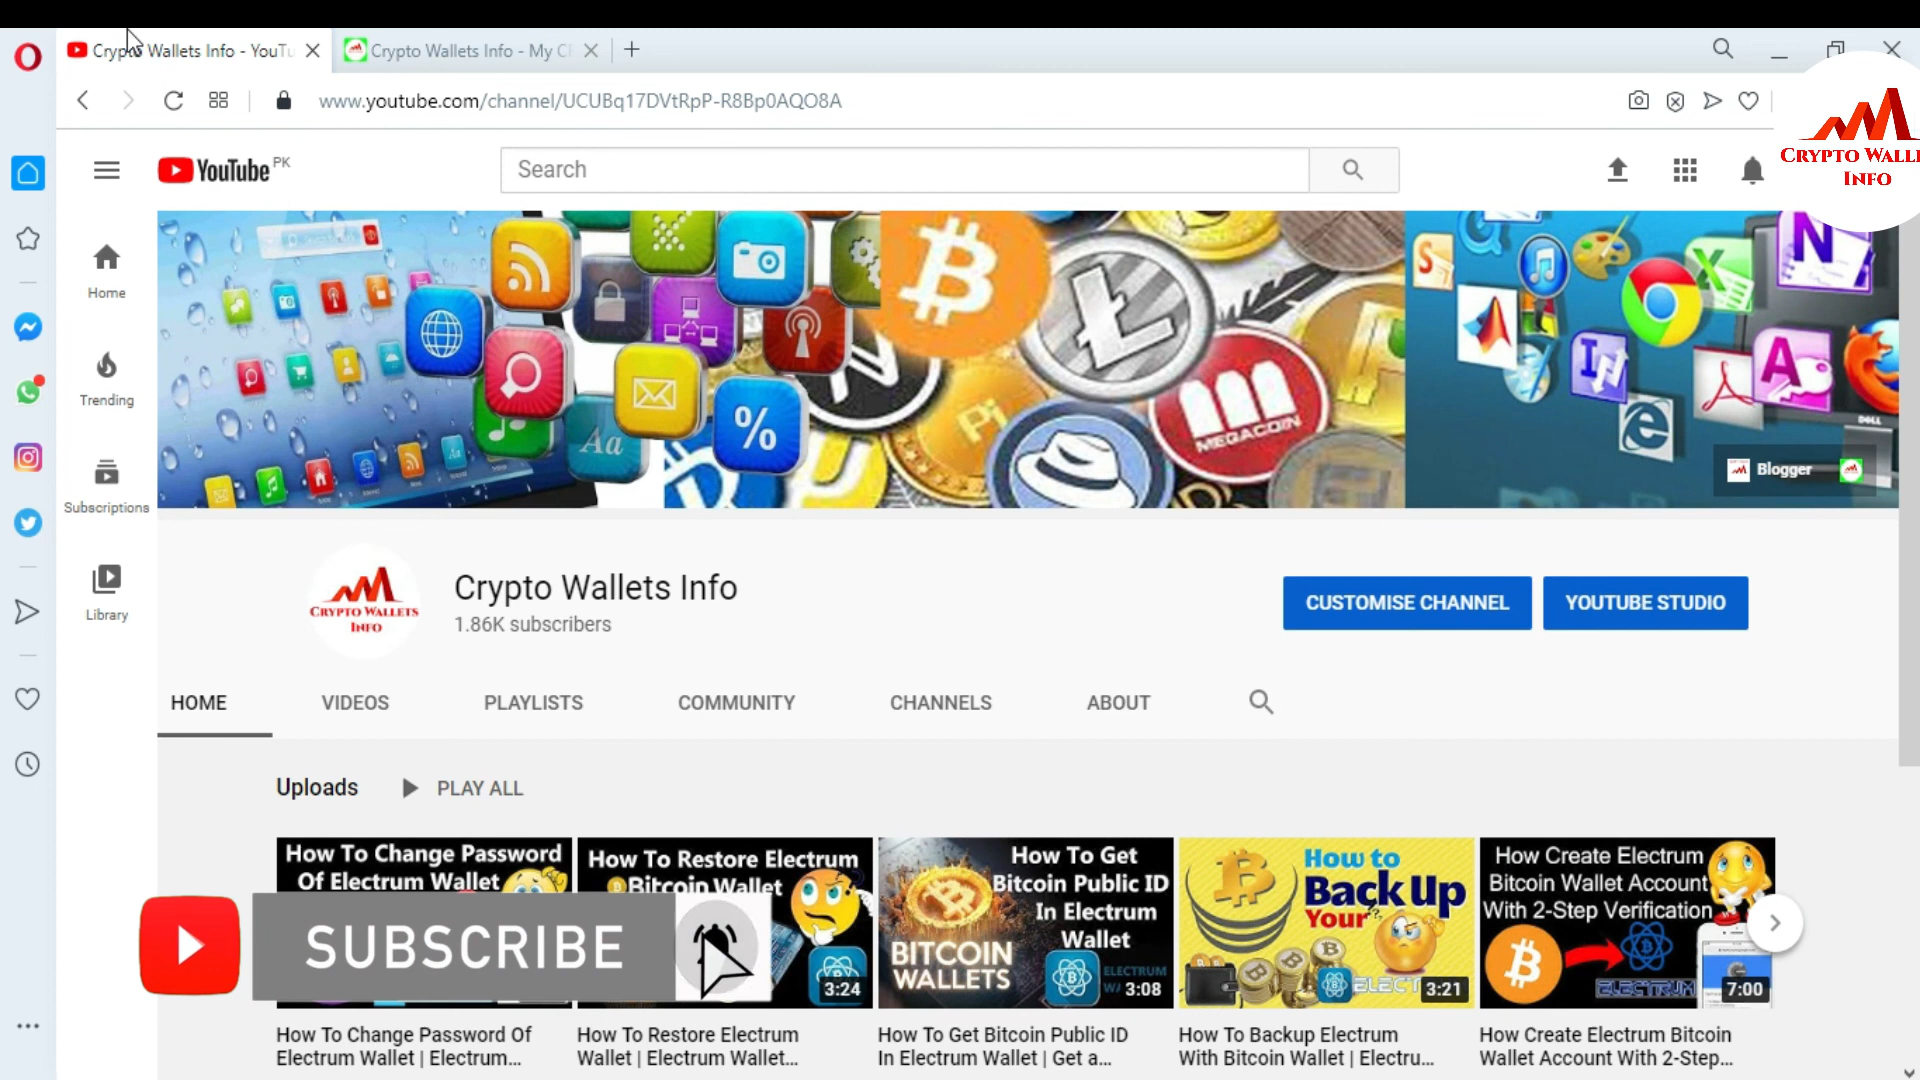 Crypto Wallets Info - YouTu
Crypto Wallets Info - My C
www.youtube.com/channel/UCUBq17DVtRpP-R8Bp0AQO8A
CRYPTO WALL
INFO
YouTube PK
Search
Home
Trending
Subscriptions
Library
Aa
%
MEGACOIN
DELL
Blogger
CRYPTO WALLETS
INFO
Crypto Wallets Info
1.86K subscribers
CUSTOMISE CHANNEL
YOUTUBE STUDIO
HOME
VIDEOS
PLAYLISTS
COMMUNITY
CHANNELS
ABOUT
Uploads
PLAY ALL
How To Change Password
Of Electrum Wallet
How To Restore Electrum
Bitcoin Wallet
3:24
How To Get
Bitcoin Public ID
In Electrum
Wallet
BITCOIN
WALLETS
ELECTRUM
3:08
How to
Back Up
Your
3:21
How Create Electrum
Bitcoin Wallet Account
With 2-Step Verification
ELECTRUM
7:00
SUBSCRIBE
How To Change Password Of
Electrum Wallet | Electrum...
How To Restore Electrum
Wallet | Electrum Wallet...
How To Get Bitcoin Public ID
In Electrum Wallet | Get a...
How To Backup Electrum
With Bitcoin Wallet | Electru...
How Create Electrum Bitcoin
Wallet Account With 2-Step...